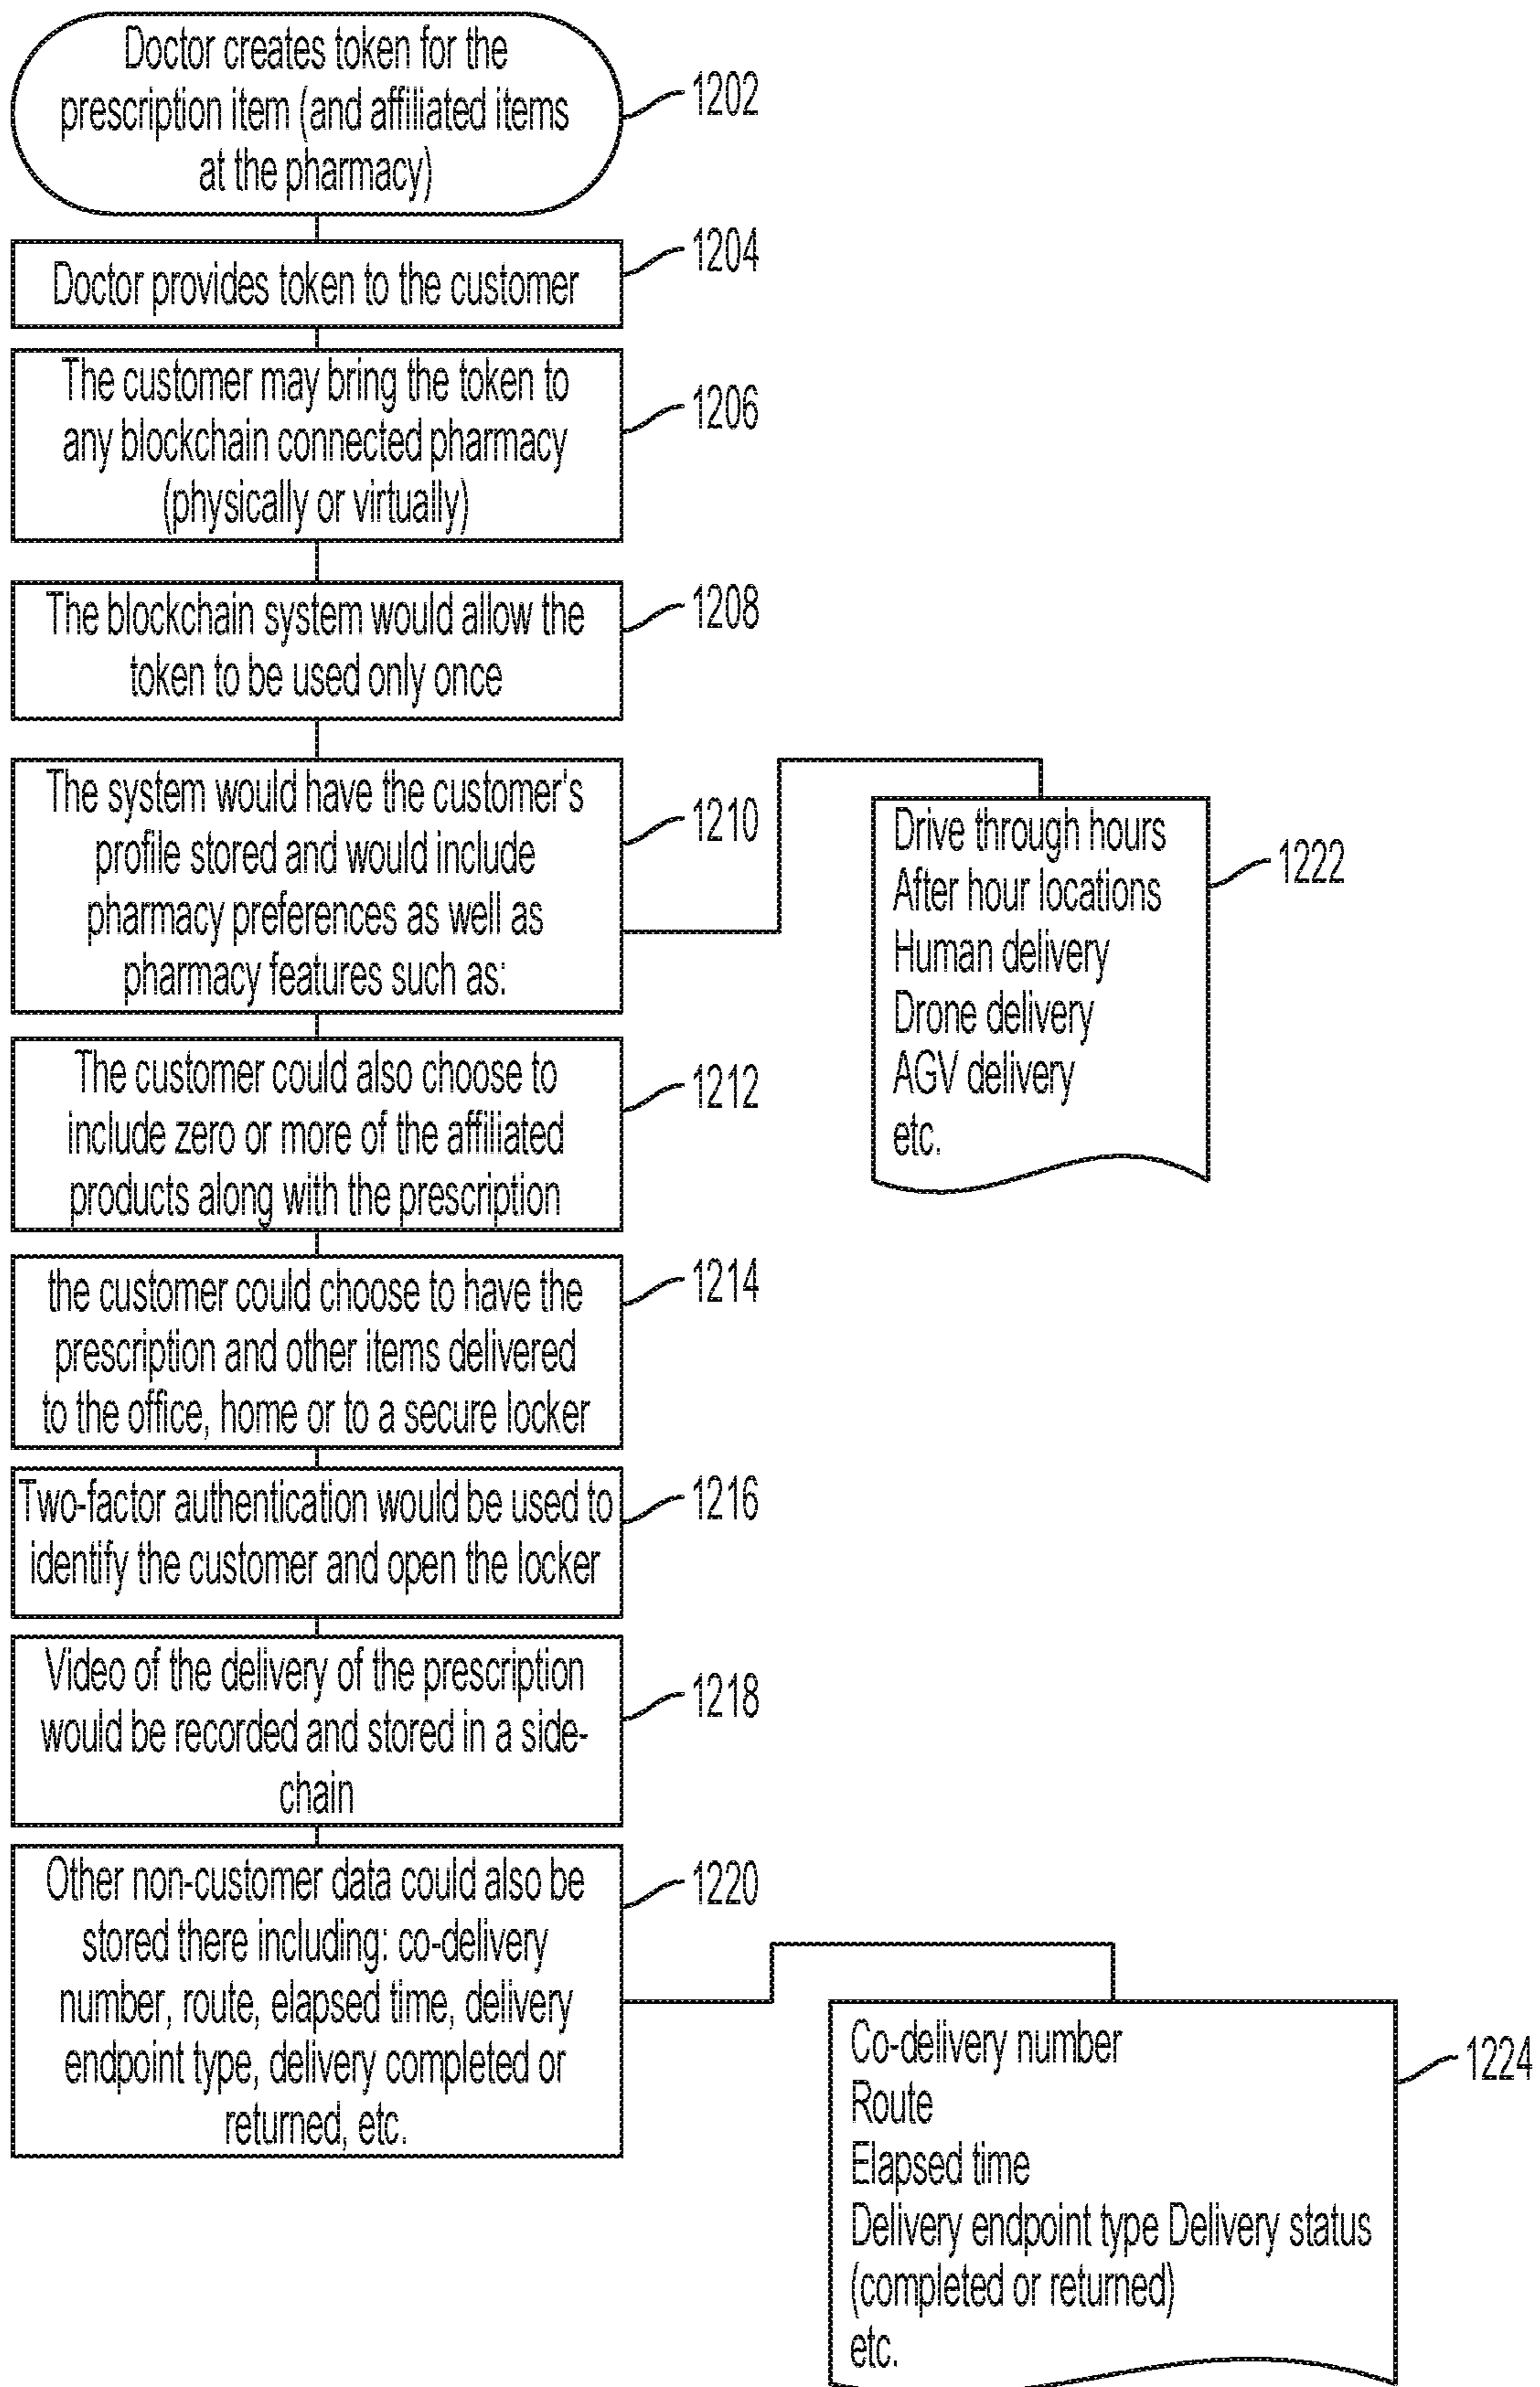 Doctor creates token for the
prescription item (and affiliated items
at the pharmacy)
1202
Doctor provides token to the customer
1204
The customer may bring the token to
any blockchain connected pharmacy
(physically or virtually)
1206
The blockchain system would allow the
token to be used only once
1208
The system would have the customer's
profile stored and would include
pharmacy preferences as well as
pharmacy features such as:
1210
Drive through hours
After hour locations
Human delivery
Drone delivery
AGV delivery
etc.
1222
The customer could also choose to
include zero or more of the affiliated
products along with the prescription
1212
the customer could choose to have the
prescription and other items delivered
to the office, home or to a secure locker
1214
Two-factor authentication would be used to
identify the customer and open the locker
1216
Video of the delivery of the prescription
would be recorded and stored in a side-
chain
1218
Other non-customer data could also be
stored there including: co-delivery
number, route, elapsed time, delivery
endpoint type, delivery completed or
returned, etc.
1220
Co-delivery number
Route
Elapsed time
Delivery endpoint type Delivery status
(completed or returned)
etc.
1224